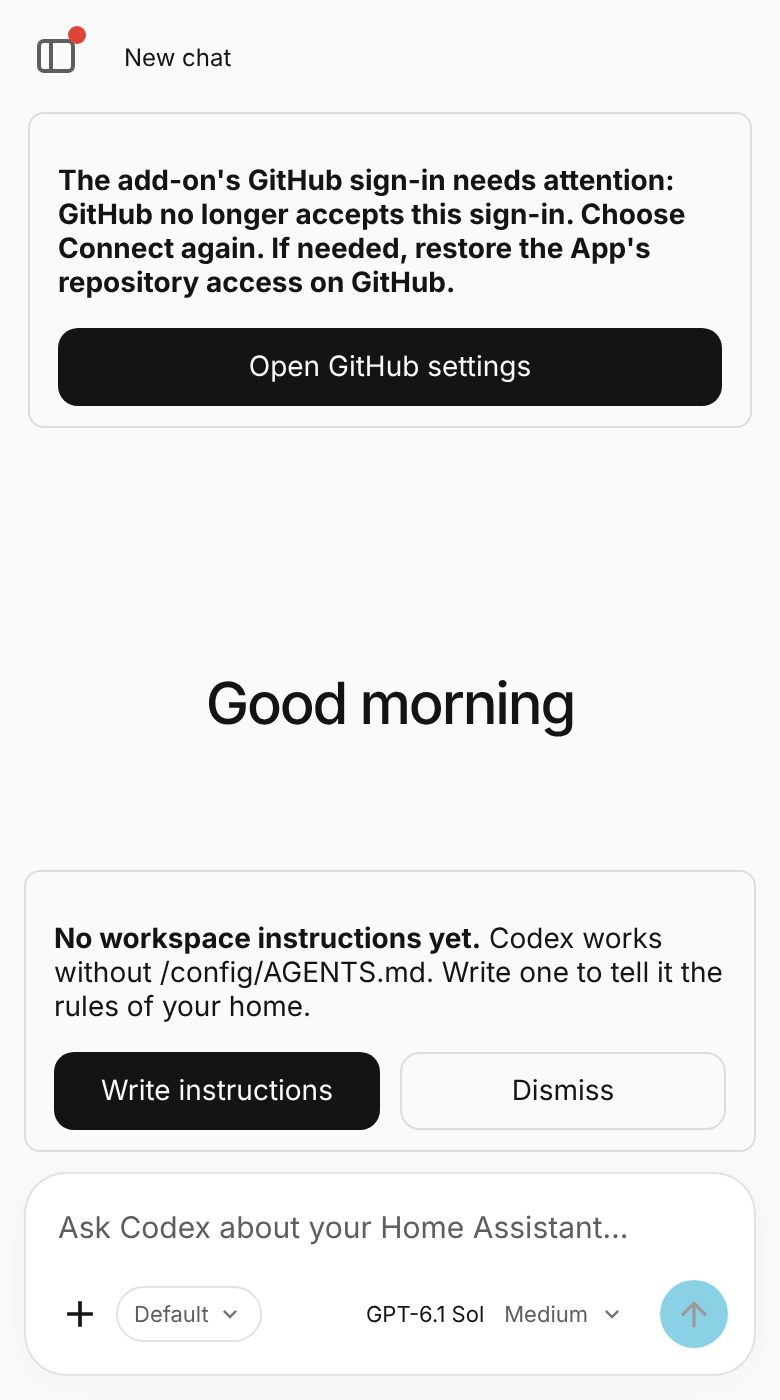 New chat
The add-on's GitHub sign-in needs attention:
GitHub no longer accepts this sign-in. Choose
Connect again. If needed, restore the App's
repository access on GitHub.
Open GitHub settings
Good morning
No workspace instructions yet. Codex works
without /config/AGENTS.md. Write one to tell it the
rules of your home.
Write instructions
Dismiss
Ask Codex about your Home Assistant...
Default
GPT-6.1 Sol Medium